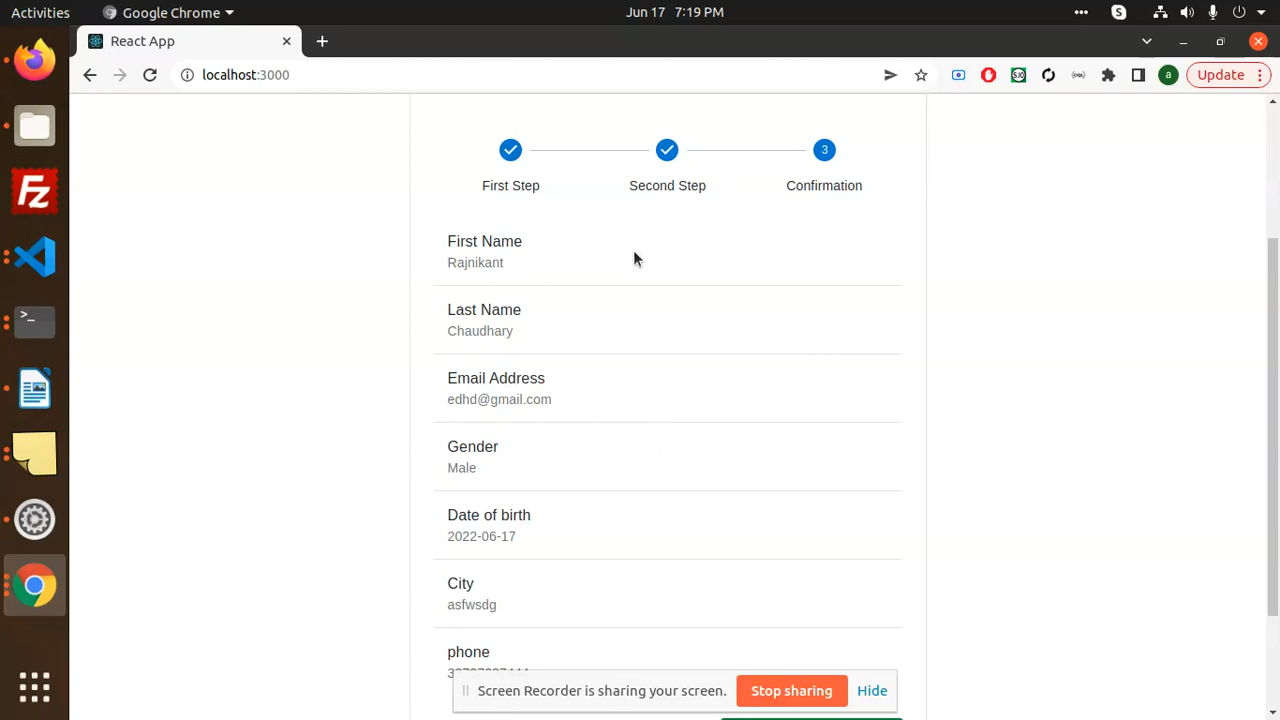 Activities
Google Chrome
Jun 17 7:19 PM
React App
localhost:3000
Update
3
First Step
Second Step
Confirmation
First Name
Rajnikant
Last Name
Chaudhary
Email Address
edhd@gmail.com
Gender
Male
Date of birth
2022-06-17
City
asfwsdg
phone
Screen Recorder is sharing your screen.
Stop sharing
Hide